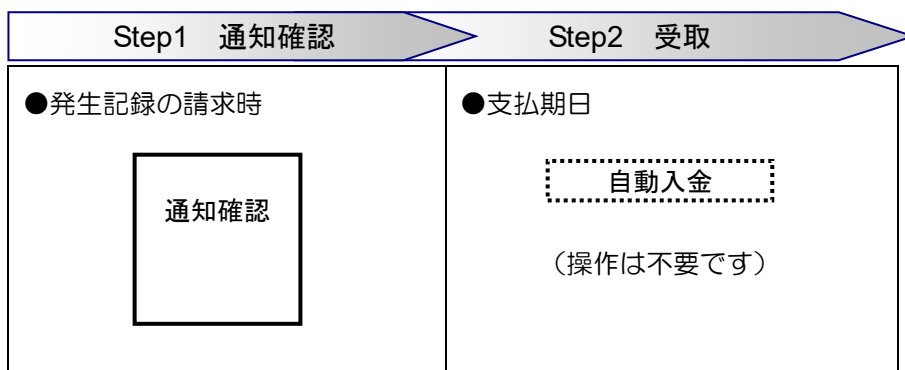 Step1 通知確認
Step2 受取
●発生記録の請求時
●支払期日
通知確認
自動入金
（操作は不要です）